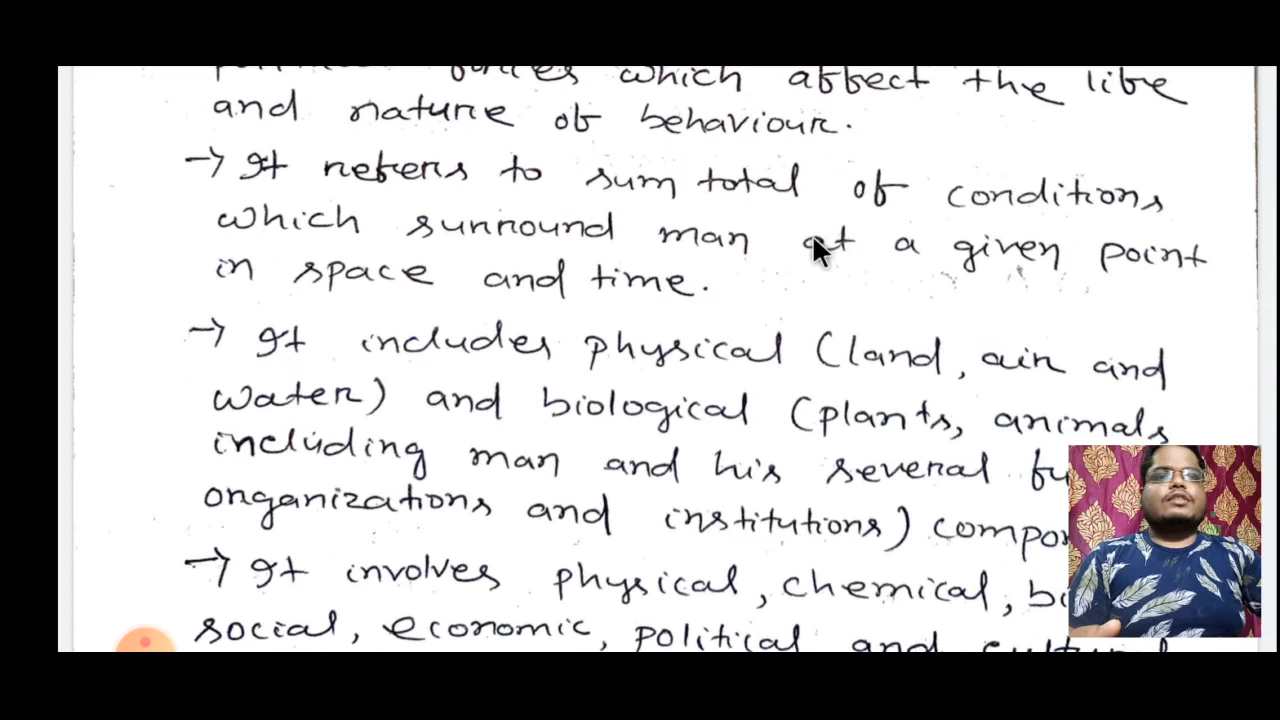 forces which affect the life
and nature of behaviour.
→ It refers to sum total of conditions
which surround man at a given point
in space and time.
→ It includes physical (land, air and
water) and biological (plants, animals
including man and his several
organizations and institutions)
→ It involves physical, chemical,
social, economic, political and cultural